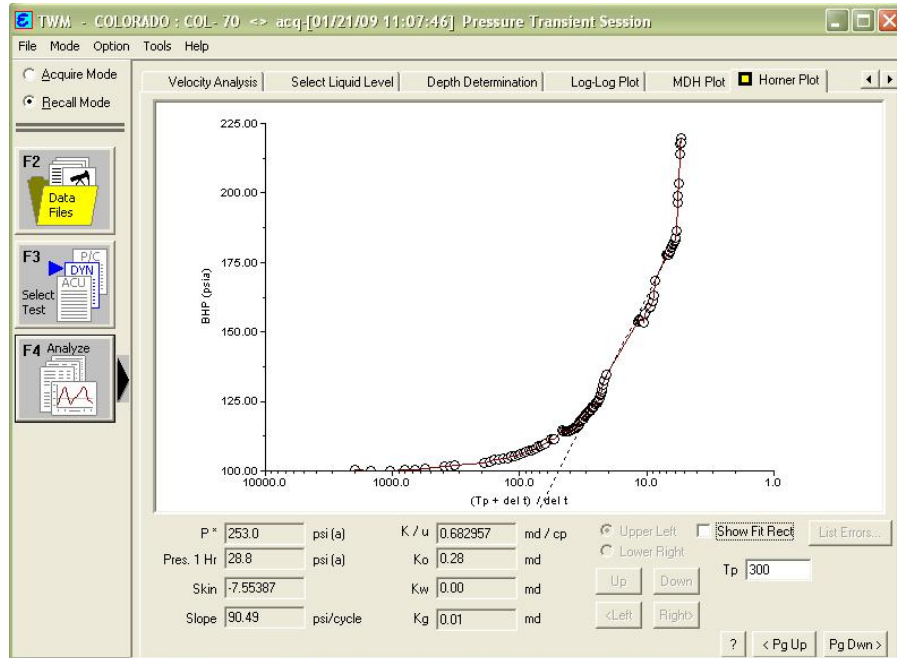 TWM - COLORADO : COL- 70 <> acq-[01/21/09 11:07:46] Pressure Transient Session
File Mode Option Tools Help
Acquire Mode
Recall Mode
F2
Data
Files
F3
P/C
DYN
ACU
Select
Test
F4 Analyze
Velocity Analysis Select Liquid Level Depth Determination Log-Log Plot MDH Plot Horner Plot
225.00
200.00
175.00
150.00
125.00
100.00
BHP (psia)
10000.0 1000.0 100.0 10.0 1.0
(Tp + del t) / del t
P* 253.0 psi (a)
Pres. 1 Hr 28.8 psi (a)
Skin -7.55387
Slope 90.49 psi/cycle
K / u 0.682957 md / cp
Ko 0.28 md
Kw 0.00 md
Kg 0.01 md
Upper Left
Lower Right
Up Down
<Left Right>
Show Fit Rect
List Errors...
Tp 300
? < Pg Up Pg Dwn >